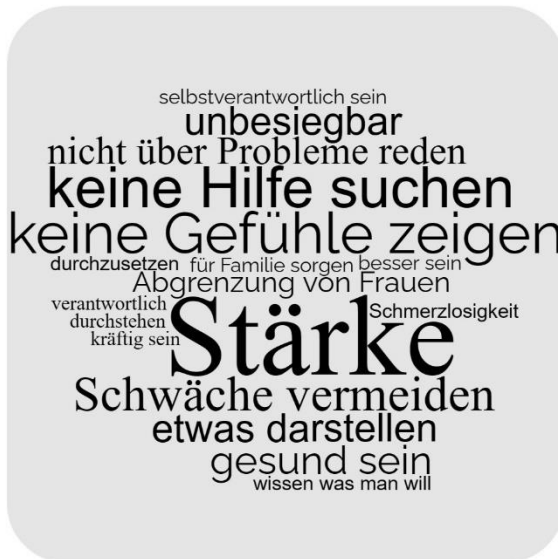 selbstverantwortlich sein
unbesiegbar
nicht über Probleme reden
keine Hilfe suchen
keine Gefühle zeigen
durchzusetzen für Familie sorgen besser sein
Abgrenzung von Frauen
verantwortlich
Schmerzlosigkeit
durchstehen
kräftig sein
Stärke
Schwäche vermeiden
etwas darstellen
gesund sein
wissen was man will